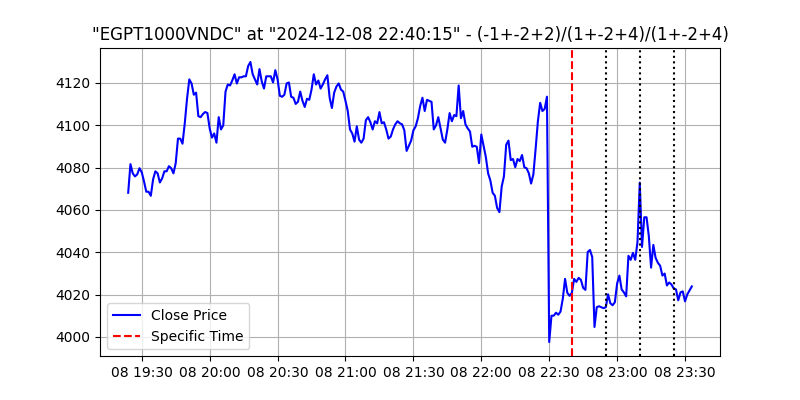 "EGPT1000VNDC" at "2024-12-08 22:40:15" - (-1+-2+2)/(1+-2+4)/(1+-2+4)
4120
4100
4080
4060
4040
4020
4000
Close Price
Specific Time
08 19:30 08 20:00 08 20:30 08 21:00 08 21:30 08 22:00 08 22:30 08 23:00 08 23:30